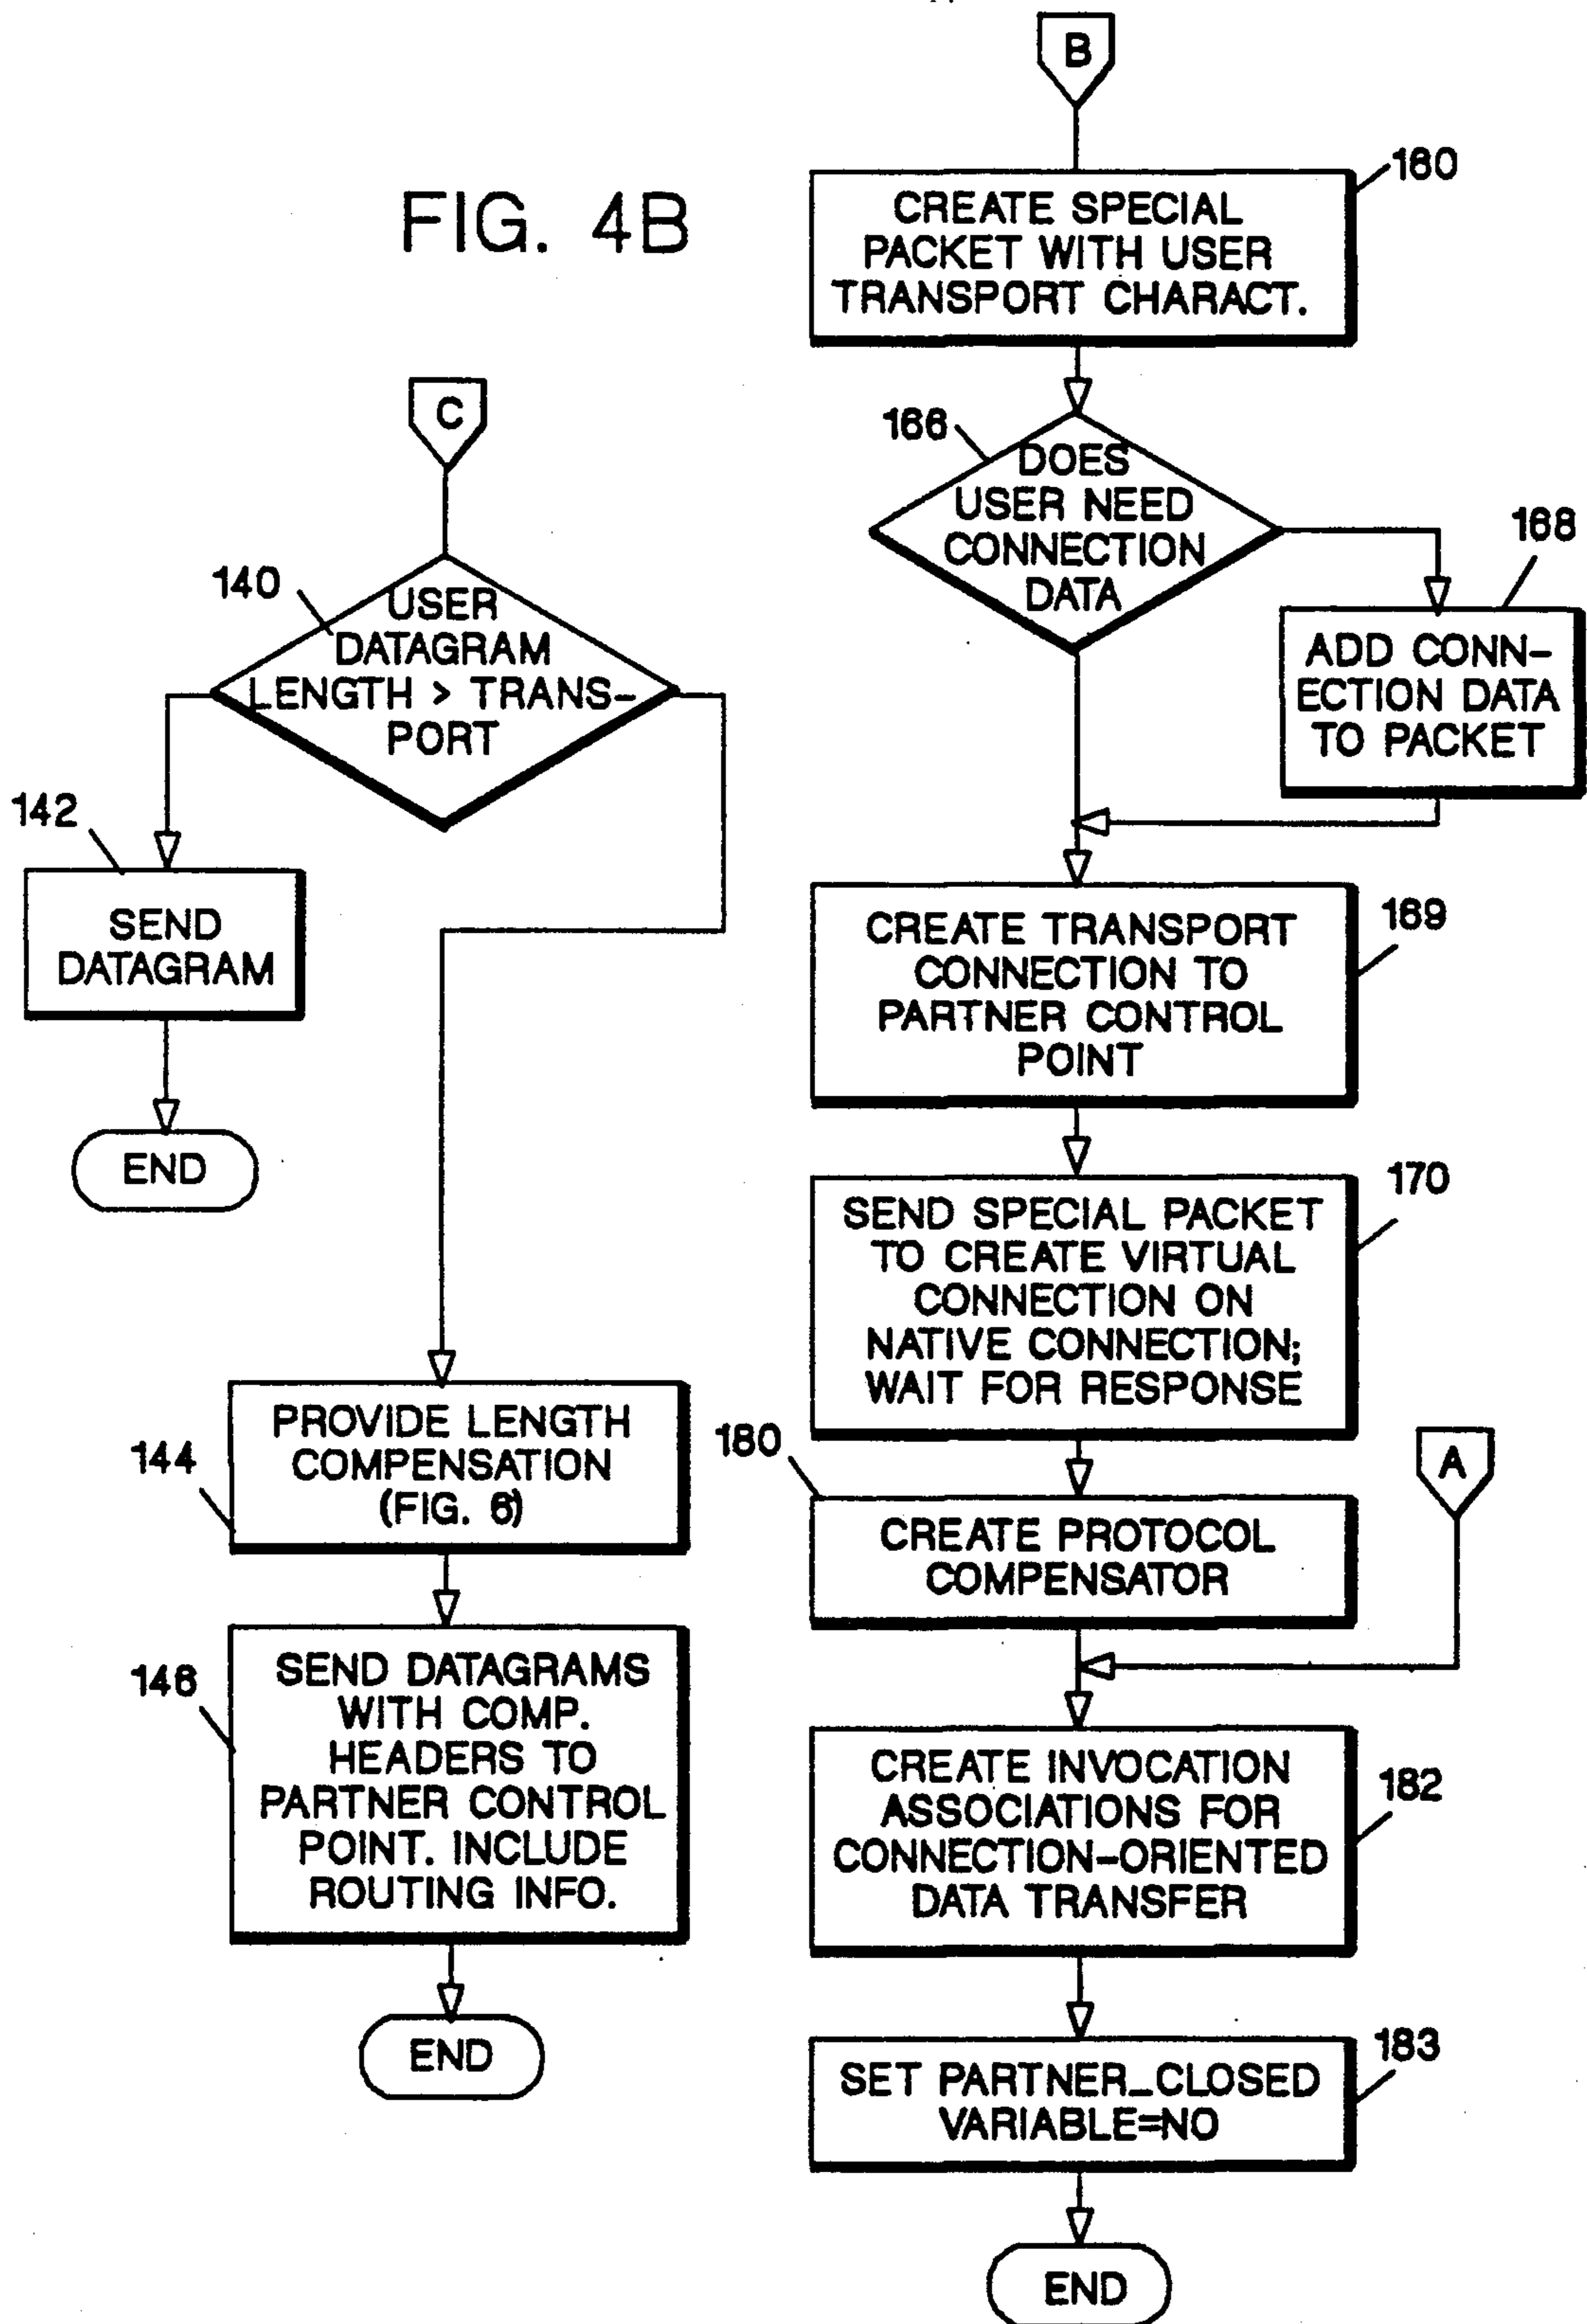 FIG. 4B
C
140
USER
DATAGRAM
LENGTH > TRANS-
PORT
142
SEND
DATAGRAM
END
144
PROVIDE LENGTH
COMPENSATION
(FIG. 6)
146
SEND DATAGRAMS
WITH COMP.
HEADERS TO
PARTNER CONTROL
POINT. INCLUDE
ROUTING INFO.
END
B
160
CREATE SPECIAL
PACKET WITH USER
TRANSPORT CHARACT.
166
DOES
USER NEED
CONNECTION
DATA
168
ADD CONN-
ECTION DATA
TO PACKET
169
CREATE TRANSPORT
CONNECTION TO
PARTNER CONTROL
POINT
170
SEND SPECIAL PACKET
TO CREATE VIRTUAL
CONNECTION ON
NATIVE CONNECTION;
WAIT FOR RESPONSE
180
CREATE PROTOCOL
COMPENSATOR
A
182
CREATE INVOCATION
ASSOCIATIONS FOR
CONNECTION-ORIENTED
DATA TRANSFER
183
SET PARTNER_CLOSED
VARIABLE=NO
END